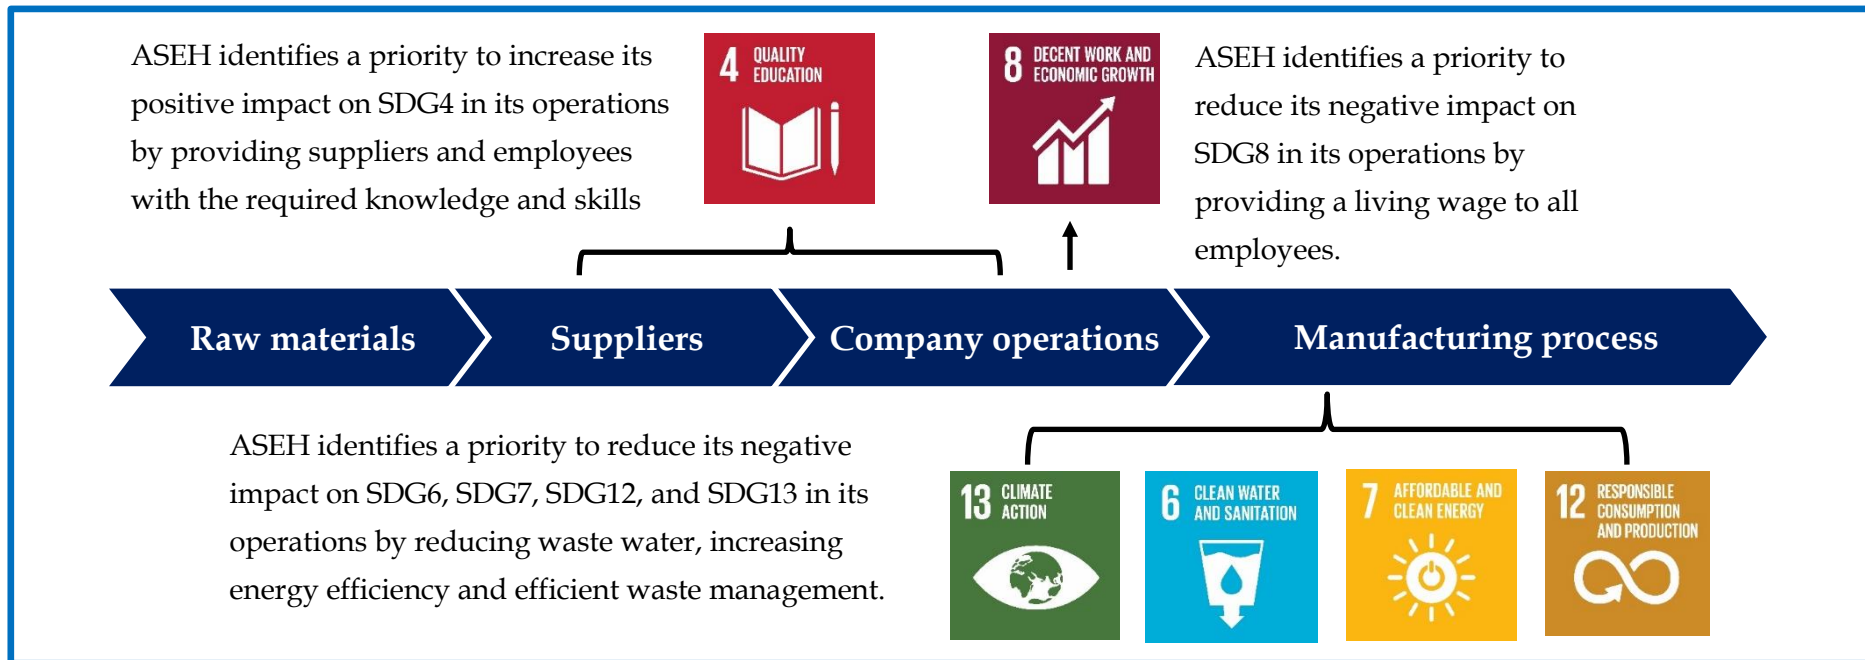 ASEH identifies a priority to increase its
positive impact on SDG4 in its operations
by providing suppliers and employees
with the required knowledge and skills
4 QUALITY
EDUCATION
8 DECENT WORK AND
ECONOMIC GROWTH
ASEH identifies a priority to
reduce its negative impact on
SDG8 in its operations by
providing a living wage to all
employees.
Raw materials
Suppliers
Company operations
Manufacturing process
ASEH identifies a priority to reduce its negative
impact on SDG6, SDG7, SDG12, and SDG13 in its
operations by reducing waste water, increasing
energy efficiency and efficient waste management.
13 CLIMATE
ACTION
6 CLEAN WATER
AND SANITATION
7 AFFORDABLE AND
CLEAN ENERGY
12 RESPONSIBLE
CONSUMPTION
AND PRODUCTION